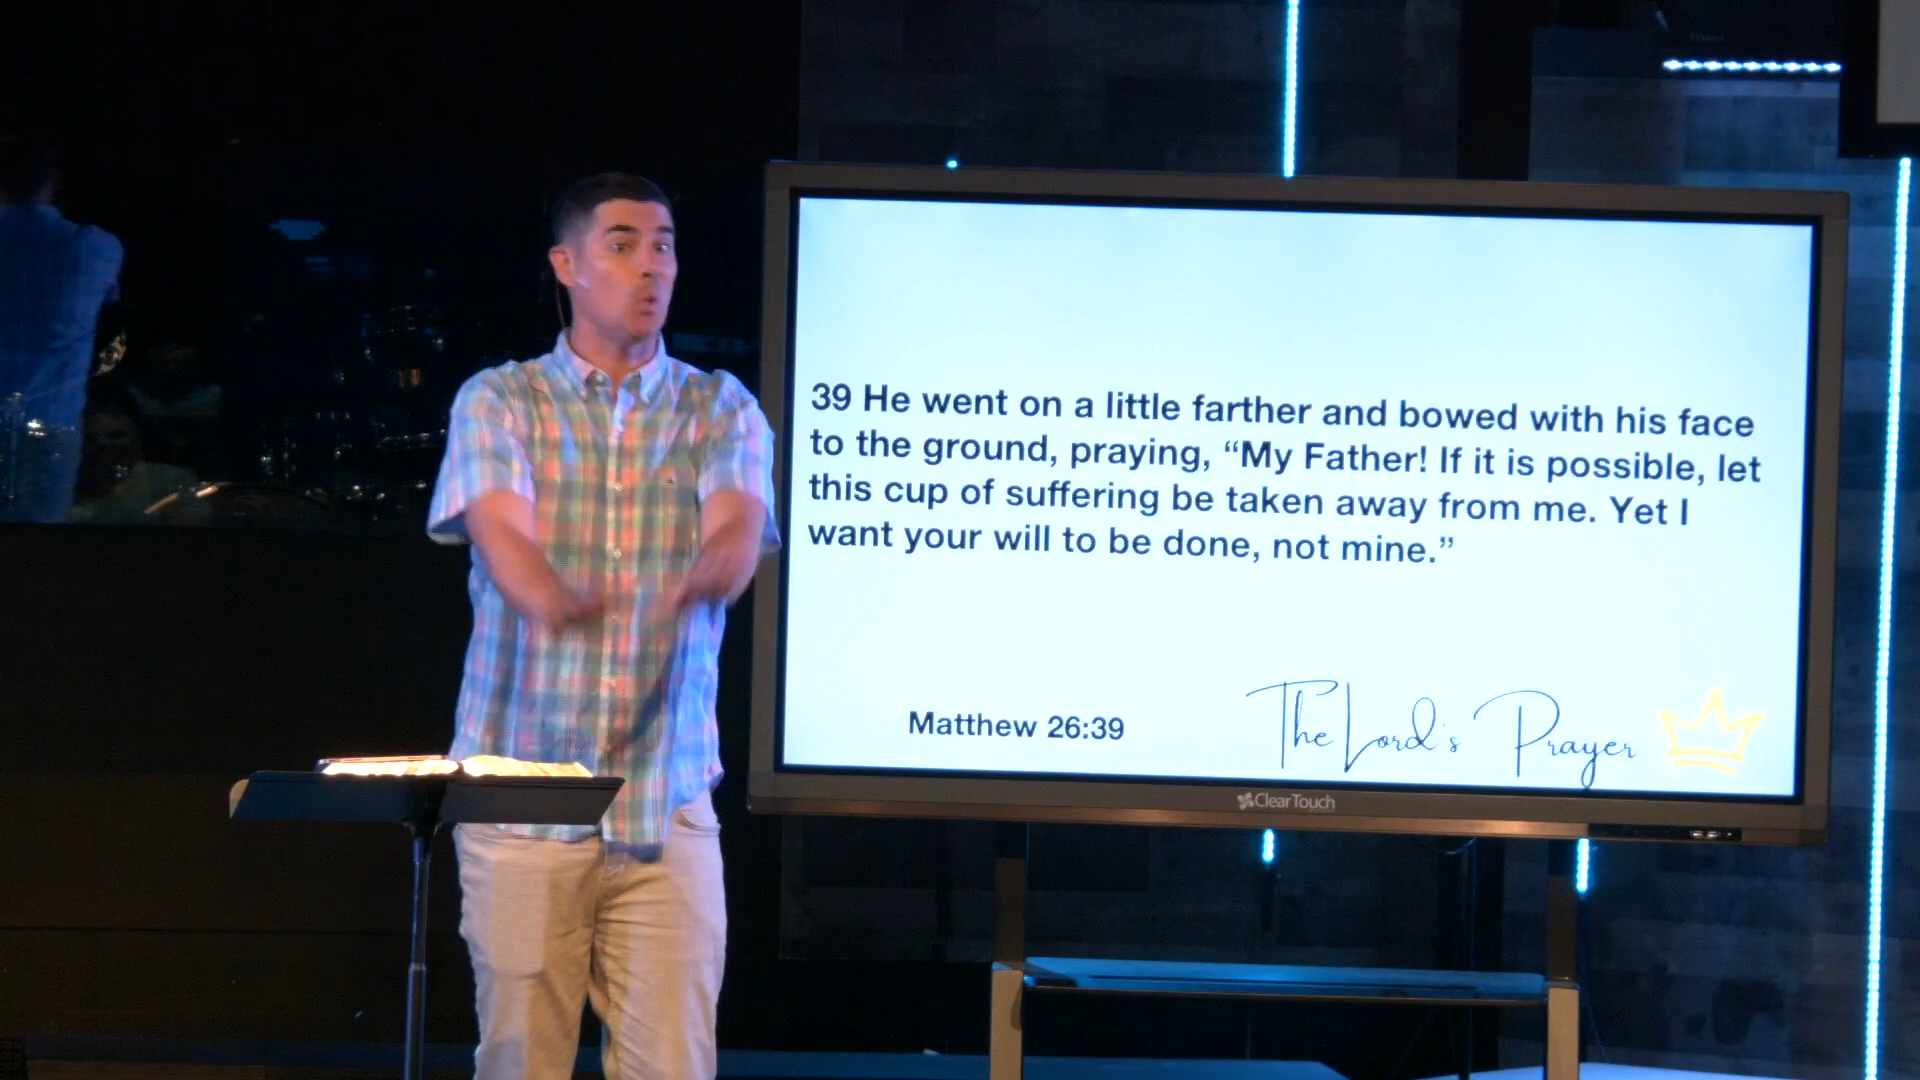 39 He went on a little farther and bowed with his face
to the ground, praying, “My Father! If it is possible, let
this cup of suffering be taken away from me. Yet I
want your will to be done, not mine.”
Matthew 26:39
The Lord's Prayer
ClearTouch